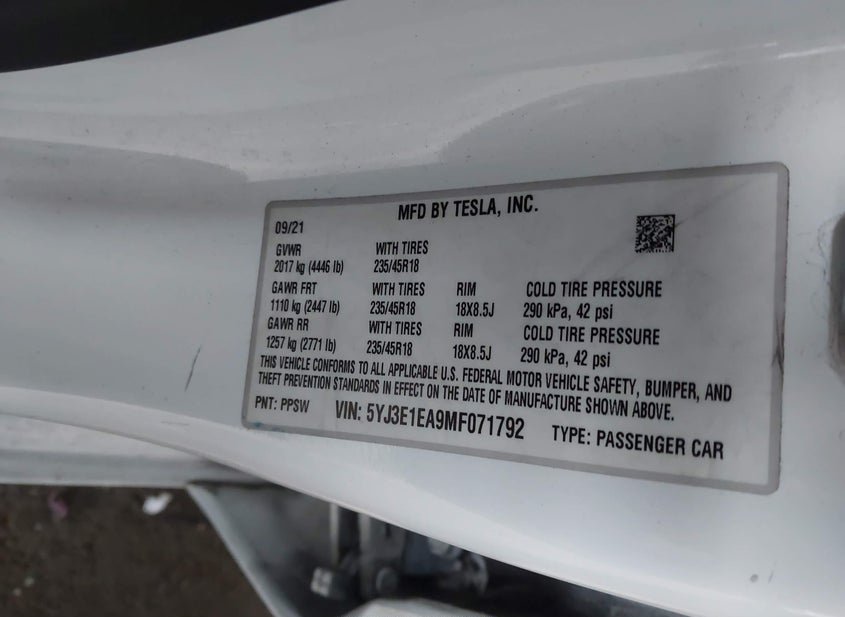 MFD BY TESLA, INC.
09/21
GVWR WITH TIRES
2017 kg (4446 lb) 235/45R18
GAWR FRT WITH TIRES RIM COLD TIRE PRESSURE
1110 kg (2447 lb) 235/45R18 18X8.5J 290 kPa, 42 psi
GAWR RR WITH TIRES RIM COLD TIRE PRESSURE
1257 kg (2771 lb) 235/45R18 18X8.5J 290 kPa, 42 psi
THIS VEHICLE CONFORMS TO ALL APPLICABLE U.S. FEDERAL MOTOR VEHICLE SAFETY, BUMPER, AND
THEFT PREVENTION STANDARDS IN EFFECT ON THE DATE OF MANUFACTURE SHOWN ABOVE.
PNT: PPSW VIN: 5YJ3E1EA9MF071792 TYPE: PASSENGER CAR